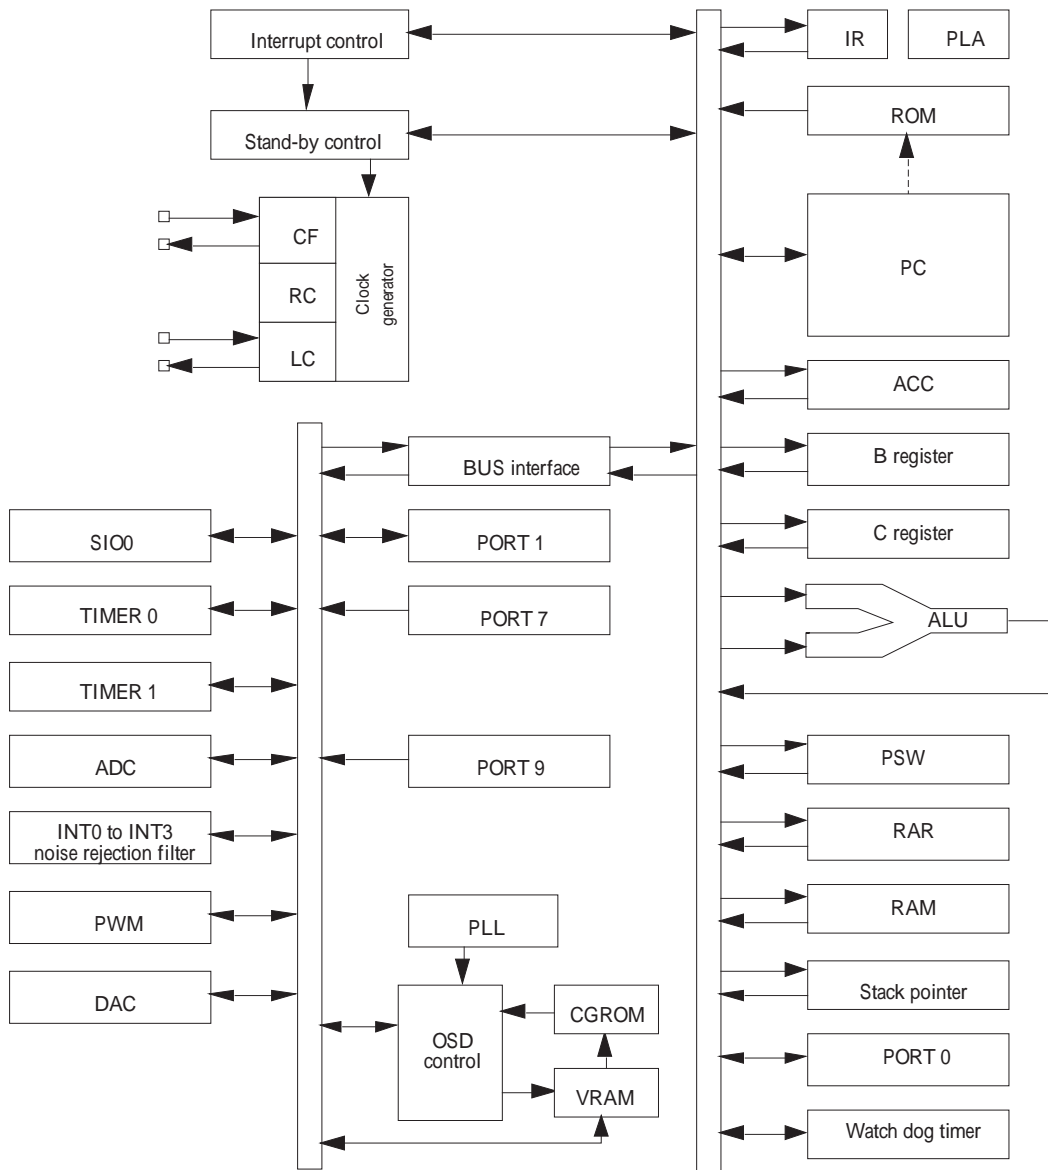 Interrupt control
IR
PLA
ROM
Stand-by control
CF
RC
LC
Clock
generator
PC
ACC
BUS interface
B register
SIO0
PORT 1
C register
TIMER 0
PORT 7
ALU
TIMER 1
ADC
PORT 9
PSW
INT0 to INT3
noise rejection filter
RAR
PWM
PLL
RAM
DAC
Stack pointer
OSD
control
CGROM
PORT 0
VRAM
Watch dog timer